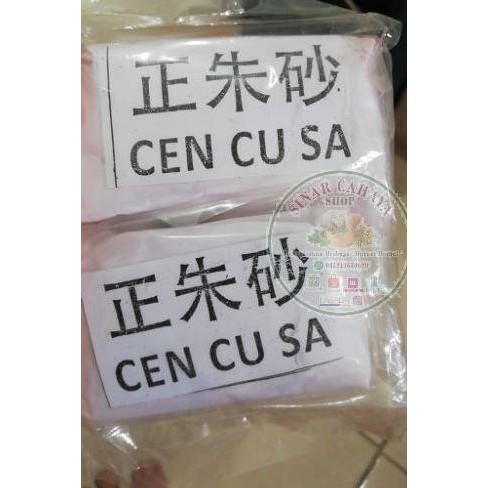 正朱砂
CEN CU SA
SINAR CAHAYA
SHOP
正朱砂
CEN CU SA